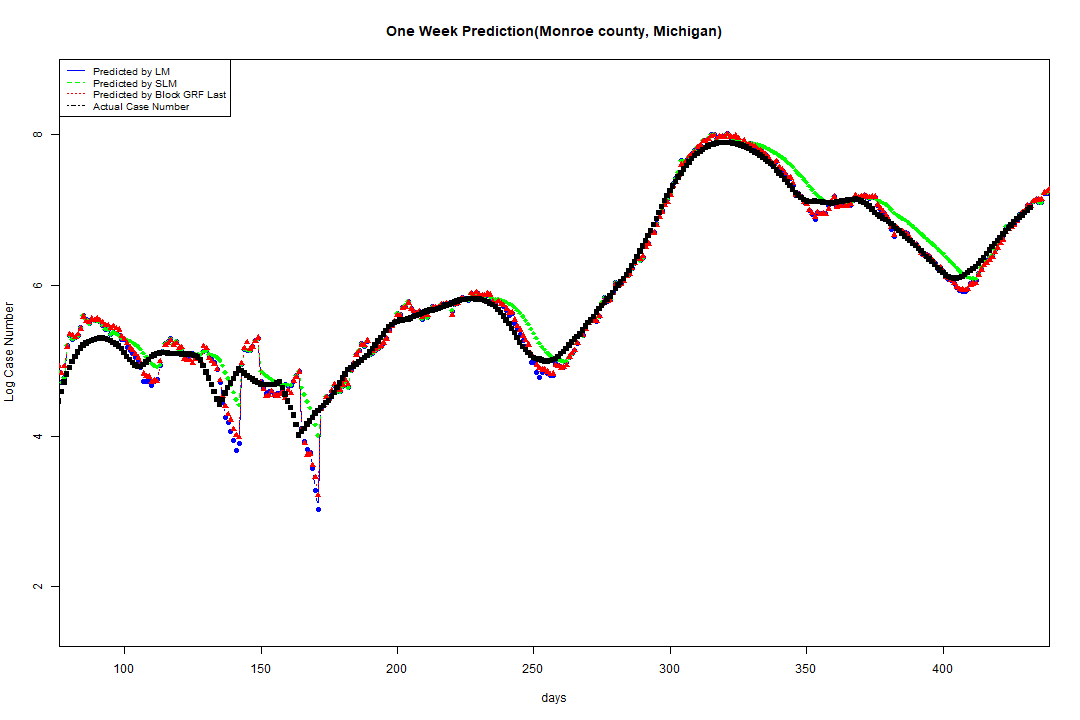 One Week Prediction(Monroe county, Michigan)
Predicted by LM
Predicted by SLM
Predicted by Block GRF Last
Actual Case Number
8
6
4
2
Log Case Number
100 150 200 250 300 350 400
days